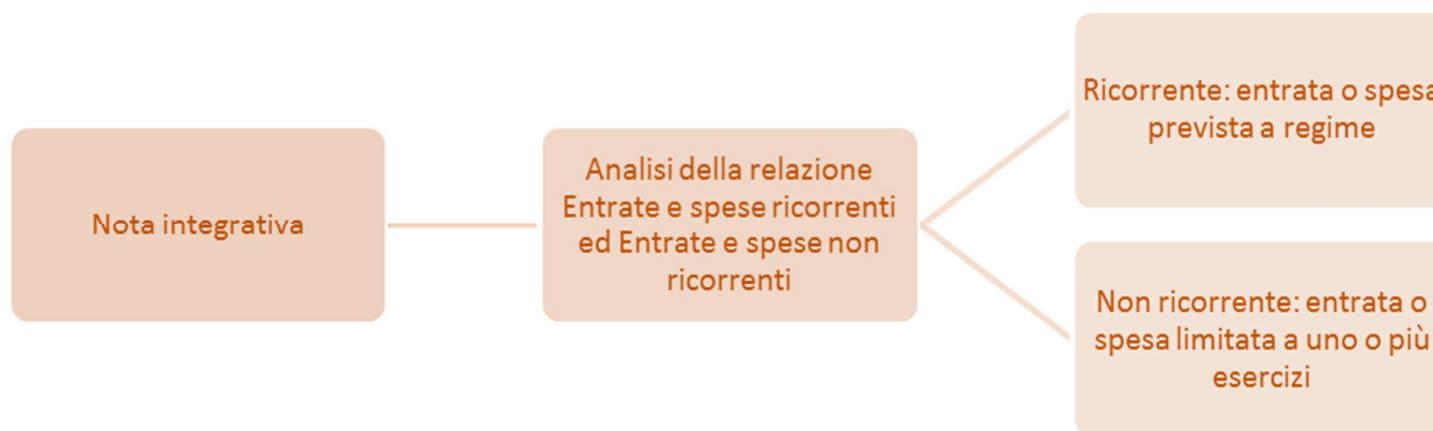 Nota integrativa
Analisi della relazione
Entrate e spese ricorrenti
ed Entrate e spese non
ricorrenti
Ricorrente: entrata o spesa
prevista a regime
Non ricorrente: entrata o
spesa limitata a uno o più
esercizi